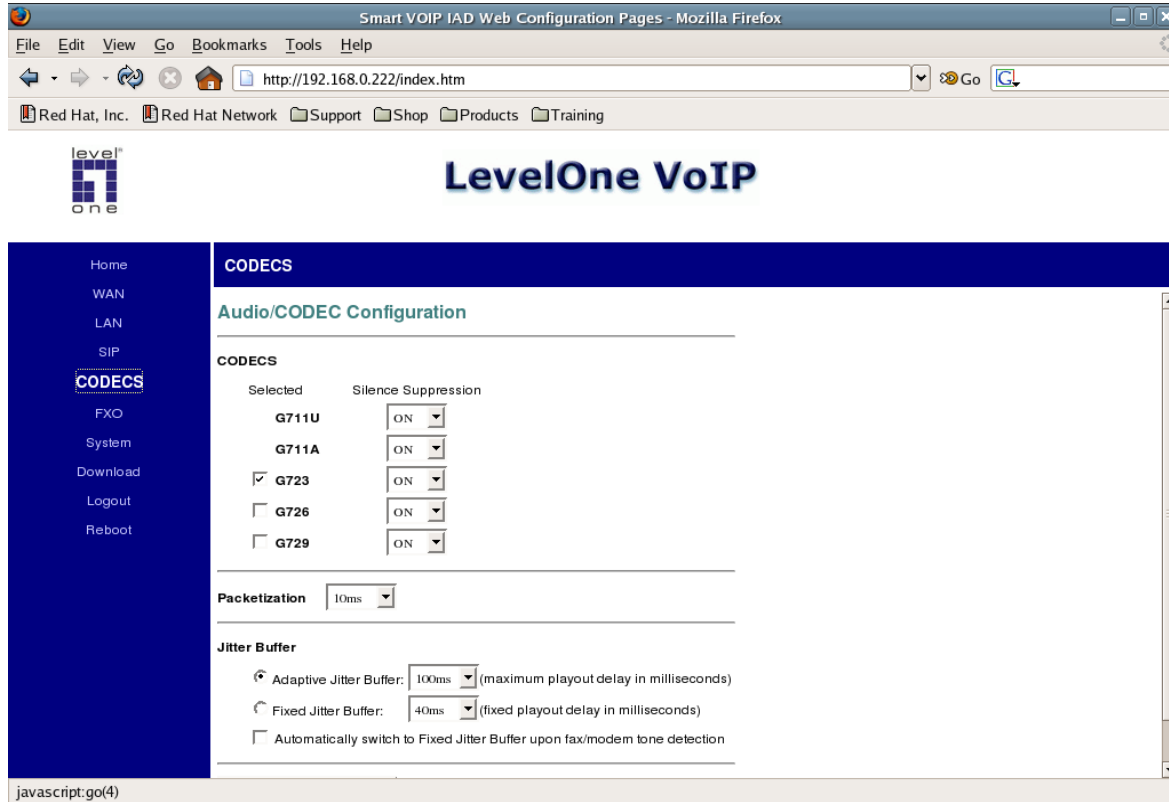 Smart VOIP IAD Web Configuration Pages - Mozilla Firefox
File Edit View Go Bookmarks Tools Help
http://192.168.0.222/index.htm Go G
Red Hat, Inc. Red Hat Network Support Shop Products Training
level®
one
LevelOne VoIP
Home
WAN
LAN
SIP
CODECS
FXO
System
Download
Logout
Reboot
CODECS
Audio/CODEC Configuration
CODECS
Selected Silence Suppression
G711U ON
G711A ON
G723 ON
G726 ON
G729 ON
Packetization 10ms
Jitter Buffer
Adaptive Jitter Buffer: 100ms (maximum playout delay in milliseconds)
Fixed Jitter Buffer: 40ms (fixed playout delay in milliseconds)
Automatically switch to Fixed Jitter Buffer upon fax/modem tone detection
javascript:go(4)